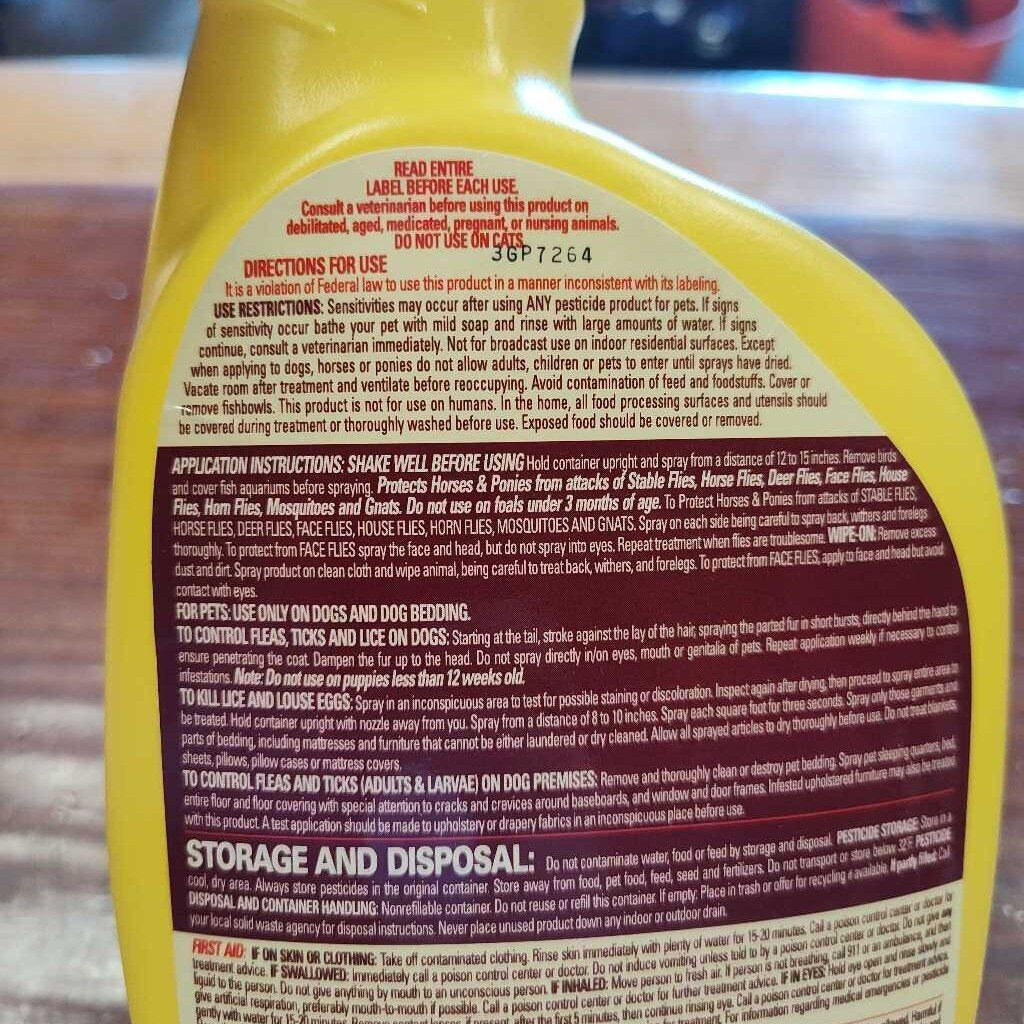 READ ENTIRE
LABEL BEFORE EACH USE.
Consult a veterinarian before using this product on
debilitated, aged, medicated, pregnant, or nursing animals.
DO NOT USE ON CATS
3GP7264
DIRECTIONS FOR USE
It is a violation of Federal law to use this product in a manner inconsistent with its labeling.
USE RESTRICTIONS: Sensitivities may occur after using ANY pesticide product for pets. If signs
of sensitivity occur bathe your pet with mild soap and rinse with large amounts of water. If signs
continue, consult a veterinarian immediately. Not for broadcast use on indoor residential surfaces. Except
when applying to dogs, horses or ponies do not allow adults, children or pets to enter until sprays have dried.
Vacate room after treatment and ventilate before reoccupying. Avoid contamination of feed and foodstuffs. Cover or
remove fishbowls. This product is not for use on humans. In the home, all food processing surfaces and utensils should
be covered during treatment or thoroughly washed before use. Exposed food should be covered or removed.
APPLICATION INSTRUCTIONS: SHAKE WELL BEFORE USING Hold container upright and spray from a distance of 12 to 15 inches. Remove birds
and cover fish aquariums before spraying. Protects Horses & Ponies from attacks of Stable Flies, Horse Flies, Deer Flies, Face Flies, House
Flies, Horn Flies, Mosquitoes and Gnats. Do not use on foals under 3 months of age. To Protect Horses & Ponies from attacks of STABLE FLIES,
HORSE FLIES, DEER FLIES, FACE FLIES, HOUSE FLIES, HORN FLIES, MOSQUITOES AND GNATS. Spray on each side being careful to spray back, withers and forelegs
thoroughly. To protect from FACE FLIES spray the face and head, but do not spray into eyes. Repeat treatment when flies are troublesome. WIPE-ON: Remove excess
dust and dirt. Spray product on clean cloth and wipe animal, being careful to treat back, withers, and forelegs. To protect from FACE FLIES, apply to face and head but avoid
contact with eyes.
FOR PETS: USE ONLY ON DOGS AND DOG BEDDING.
TO CONTROL FLEAS, TICKS AND LICE ON DOGS: Starting at the tail, stroke against the lay of the hair, spraying the parted fur in short bursts, directly behind the hand to
ensure penetrating the coat. Dampen the fur up to the head. Do not spray directly in/on eyes, mouth or genitalia of pets. Repeat application weekly if necessary to control
infestations. Note: Do not use on puppies less than 12 weeks old.
TO KILL LICE AND LOUSE EGGS: Spray in an inconspicuous area to test for possible staining or discoloration. Inspect again after drying, then proceed to spray entire area to
be treated. Hold container upright with nozzle away from you. Spray from a distance of 8 to 10 inches. Spray each square foot for three seconds. Spray only those garments and
parts of bedding, including mattresses and furniture that cannot be either laundered or dry cleaned. Allow all sprayed articles to dry thoroughly before use. Do not treat blankets,
sheets, pillows, pillow cases or mattress covers.
TO CONTROL FLEAS AND TICKS (ADULTS & LARVAE) ON DOG PREMISES: Remove and thoroughly clean or destroy pet bedding. Spray pet sleeping quarters, bed,
entire floor and floor covering with special attention to cracks and crevices around baseboards, and window and door frames. Infested upholstered furniture may also be treated
with this product. A test application should be made to upholstery or drapery fabrics in an inconspicuous place before use.
STORAGE AND DISPOSAL: Do not contaminate water, food or feed by storage and disposal. PESTICIDE STORAGE: Store in a
cool, dry area. Always store pesticides in the original container. Store away from food, pet food, feed, seed and fertilizers. Do not transport or store below 32°F. PESTICIDE
DISPOSAL AND CONTAINER HANDLING: Nonrefillable container. Do not reuse or refill this container. If empty: Place in trash or offer for recycling if available. If partly filled: Call
your local solid waste agency for disposal instructions. Never place unused product down any indoor or outdoor drain.
FIRST AID: IF ON SKIN OR CLOTHING: Take off contaminated clothing. Rinse skin immediately with plenty of water for 15-20 minutes. Call a poison control center or doctor for
treatment advice. IF SWALLOWED: Immediately call a poison control center or doctor. Do not induce vomiting unless told to by a poison control center or doctor. Do not give any
liquid to the person. Do not give anything by mouth to an unconscious person. IF INHALED: Move person to fresh air. If person is not breathing, call 911 or an ambulance, and then
give artificial respiration, preferably mouth-to-mouth if possible. Call a poison control center or doctor for further treatment advice. IF IN EYES: Hold eye open and rinse slowly and
gently with water for 15-20 minutes. Remove contact lenses, if present, after the first 5 minutes, then continue rinsing eye. Call a poison control center or doctor for treatment advice.
for treatment. For information regarding medical emergencies or pesticide